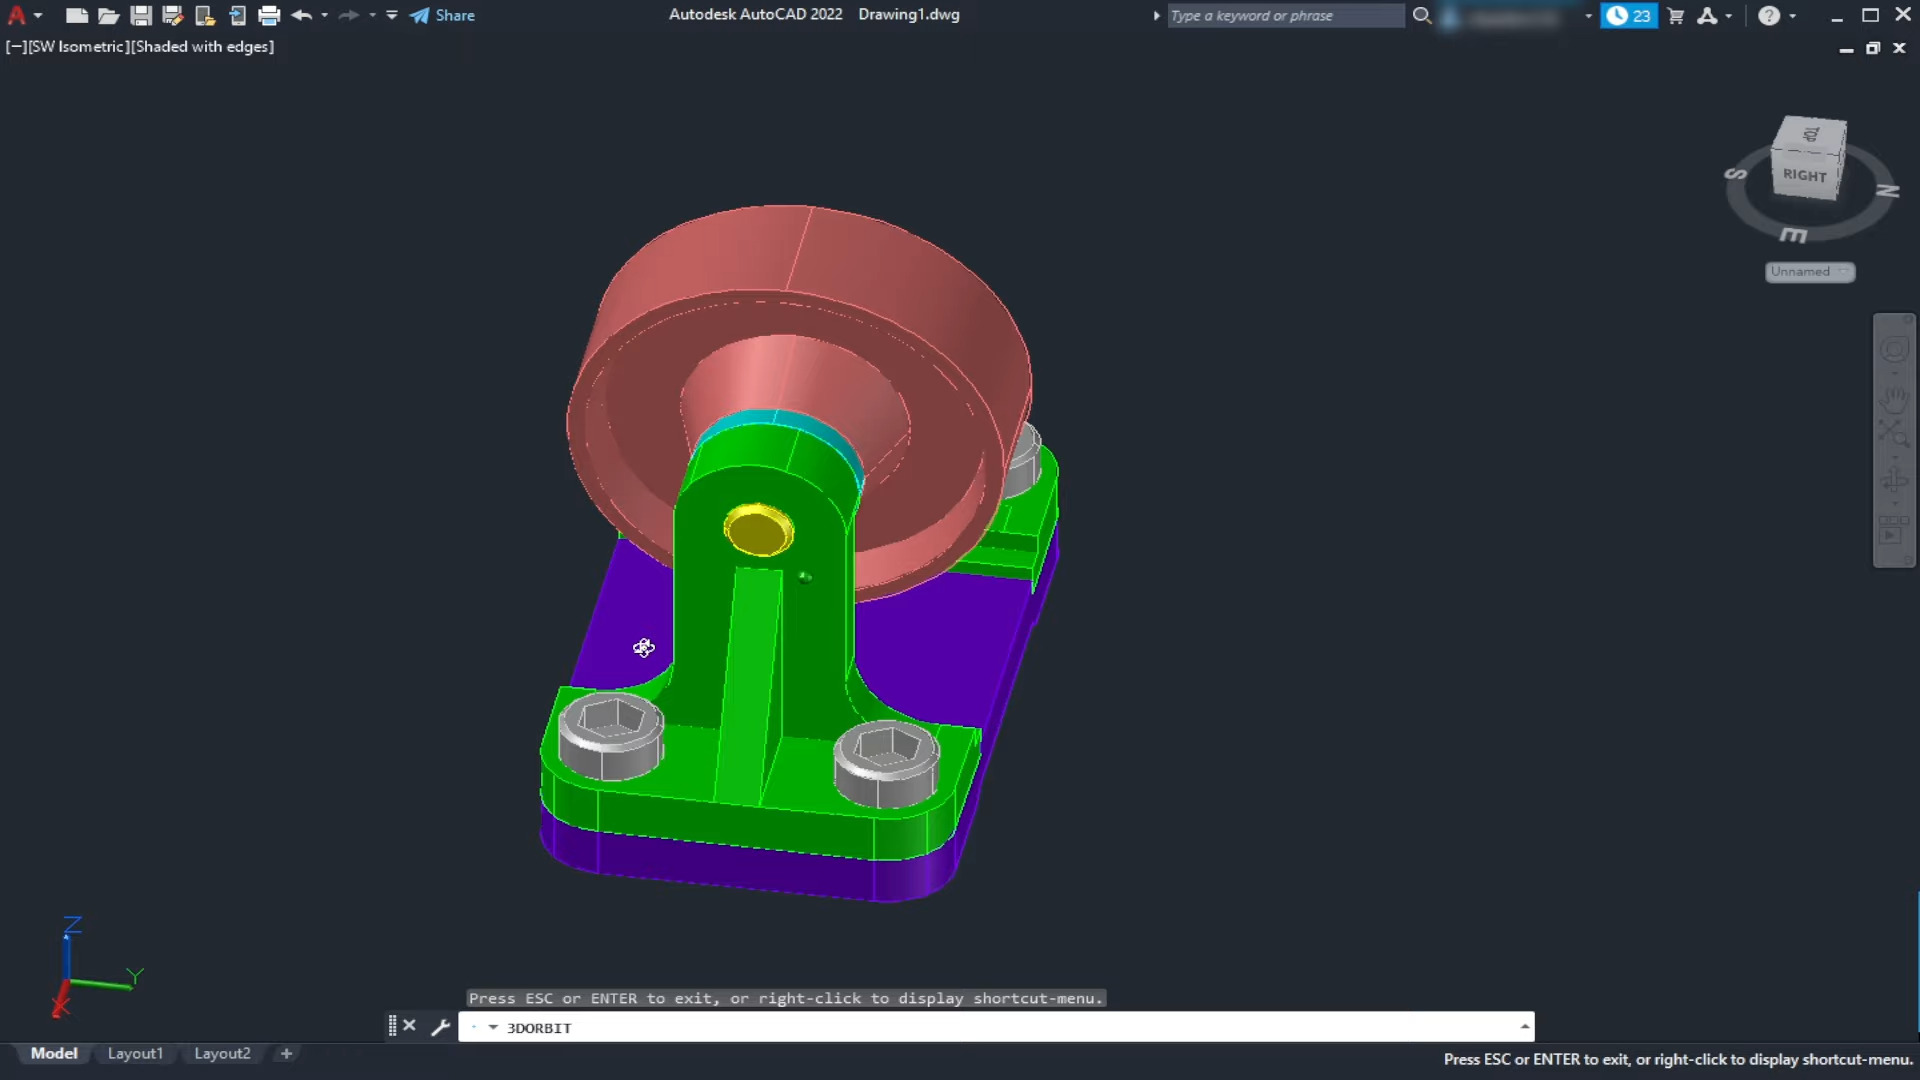 Share
Autodesk AutoCAD 2022 Drawing1.dwg
Type a keyword or phrase
23
[−][SW Isometric][Shaded with edges]
TOP
RIGHT
S
N
E
Unnamed
Z
Y
X
Press ESC or ENTER to exit, or right-click to display shortcut-menu.
3DORBIT
Model Layout1 Layout2 +
Press ESC or ENTER to exit, or right-click to display shortcut-menu.